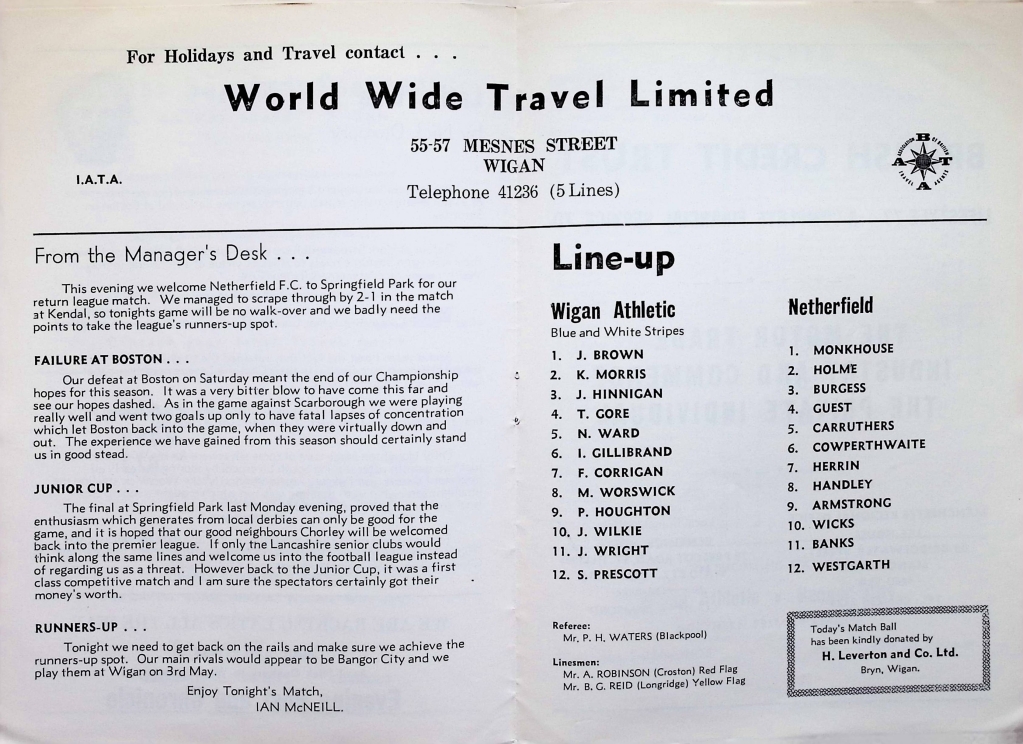 For Holidays and Travel contact . . .
World Wide Travel Limited
55-57 MESNES STREET
WIGAN
I.A.T.A.
Telephone 41236 (5 Lines)
ASSOCIATION OF BRITISH TRAVEL AGENTS
A B T A
From the Manager's Desk . . .
This evening we welcome Netherfield F.C. to Springfield Park for our
return league match. We managed to scrape through by 2-1 in the match
at Kendal, so tonights game will be no walk-over and we badly need the
points to take the league's runners-up spot.
FAILURE AT BOSTON . . .
Our defeat at Boston on Saturday meant the end of our Championship
hopes for this season. It was a very bitter blow to have come this far and
see our hopes dashed. As in the game against Scarborough we were playing
really well and went two goals up only to have fatal lapses of concentration
which let Boston back into the game, when they were virtually down and
out. The experience we have gained from this season should certainly stand
us in good stead.
JUNIOR CUP . . .
The final at Springfield Park last Monday evening, proved that the
enthusiasm which generates from local derbies can only be good for the
game, and it is hoped that our good neighbours Chorley will be welcomed
back into the premier league. If only the Lancashire senior clubs would
think along the same lines and welcome us into the football league instead
of regarding us as a threat. However back to the Junior Cup, it was a first
class competitive match and I am sure the spectators certainly got their
money's worth.
RUNNERS-UP . . .
Tonight we need to get back on the rails and make sure we achieve the
runners-up spot. Our main rivals would appear to be Bangor City and we
play them at Wigan on 3rd May.
Enjoy Tonight's Match,
IAN McNEILL.
Line-up
Wigan Athletic
Blue and White Stripes
1. J. BROWN
2. K. MORRIS
3. J. HINNIGAN
4. T. GORE
5. N. WARD
6. I. GILLIBRAND
7. F. CORRIGAN
8. M. WORSWICK
9. P. HOUGHTON
10. J. WILKIE
11. J. WRIGHT
12. S. PRESCOTT
Netherfield
1. MONKHOUSE
2. HOLME
3. BURGESS
4. GUEST
5. CARRUTHERS
6. COWPERTHWAITE
7. HERRIN
8. HANDLEY
9. ARMSTRONG
10. WICKS
11. BANKS
12. WESTGARTH
Referee:
Mr. P. H. WATERS (Blackpool)
Linesmen:
Mr. A. ROBINSON (Croston) Red Flag
Mr. B. G. REID (Longridge) Yellow Flag
Today's Match Ball
has been kindly donated by
H. Leverton and Co. Ltd.
Bryn, Wigan.